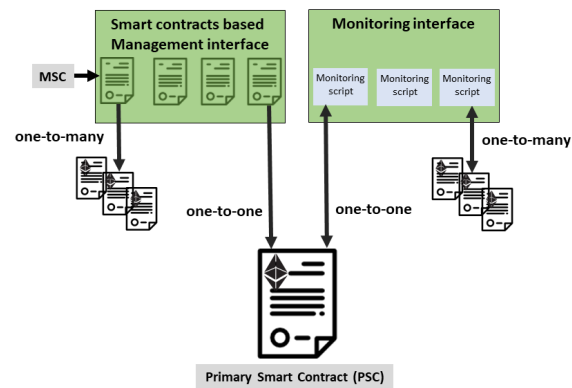 Smart contracts based
Management interface
Monitoring interface
MSC
Monitoring
script
Monitoring
script
Monitoring
script
one-to-many
one-to-many
one-to-one
one-to-one
Primary Smart Contract (PSC)